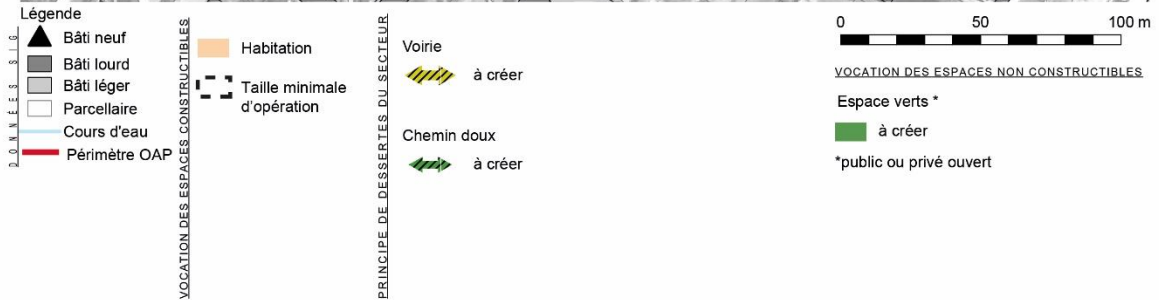 Légende
DONNÉES SIG
Bâti neuf
Bâti lourd
Bâti léger
Parcellaire
Cours d'eau
Périmètre OAP
VOCATION DES ESPACES CONSTRUCTIBLES
Habitation
Taille minimale
d'opération
PRINCIPE DE DESSERTES DU SECTEUR
Voirie
à créer
Chemin doux
à créer
0 50 100 m
VOCATION DES ESPACES NON CONSTRUCTIBLES
Espace verts *
à créer
*public ou privé ouvert